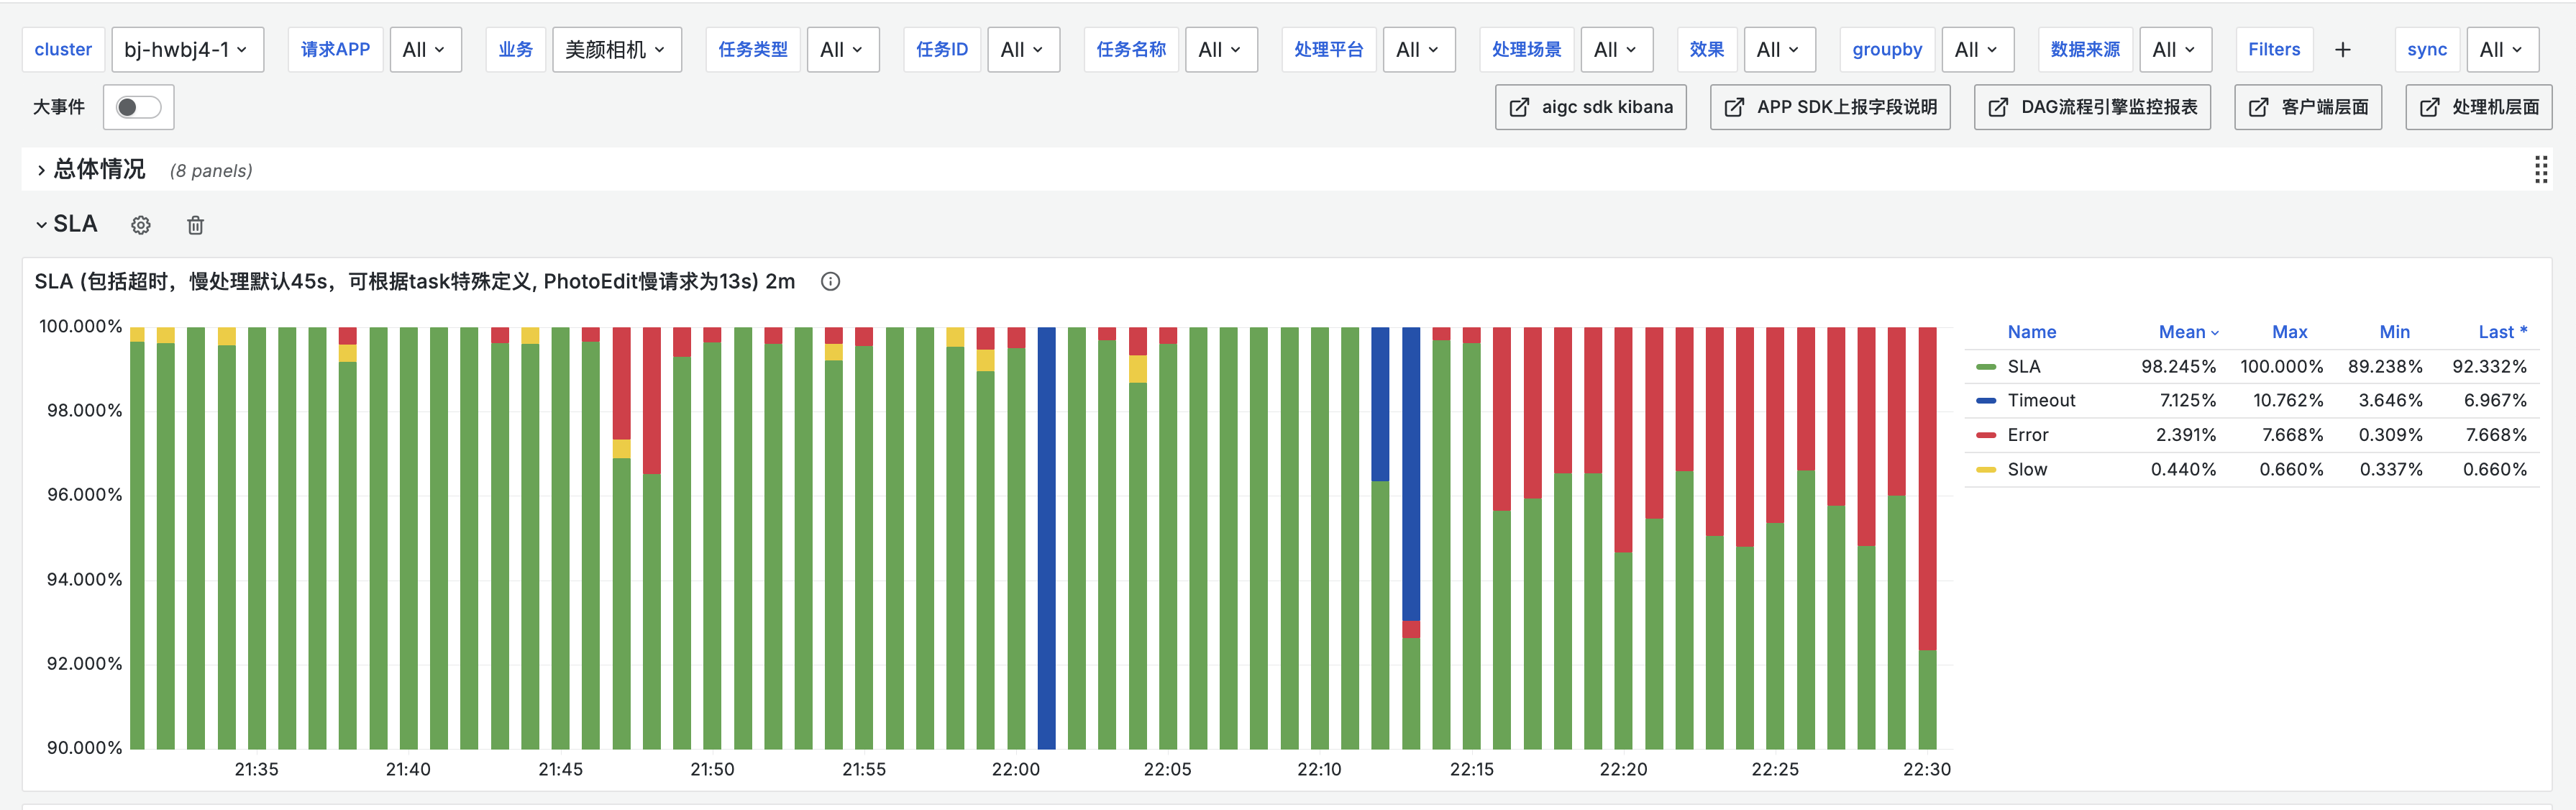 cluster bj-hwbj4-1 请求APP All 业务 美颜相机 任务类型 All 任务ID All 任务名称 All 处理平台 All 处理场景 All 效果 All groupby All 数据来源 All Filters + sync All
大事件 aigc sdk kibana APP SDK上报字段说明 DAG流程引擎监控报表 客户端层面 处理机层面
总体情况 (8 panels)
SLA
SLA (包括超时，慢处理默认45s，可根据task特殊定义, PhotoEdit慢请求为13s) 2m
100.000%
98.000%
96.000%
94.000%
92.000%
90.000%
21:35 21:40 21:45 21:50 21:55 22:00 22:05 22:10 22:15 22:20 22:25 22:30
Name Mean Max Min Last *
SLA 98.245% 100.000% 89.238% 92.332%
Timeout 7.125% 10.762% 3.646% 6.967%
Error 2.391% 7.668% 0.309% 7.668%
Slow 0.440% 0.660% 0.337% 0.660%